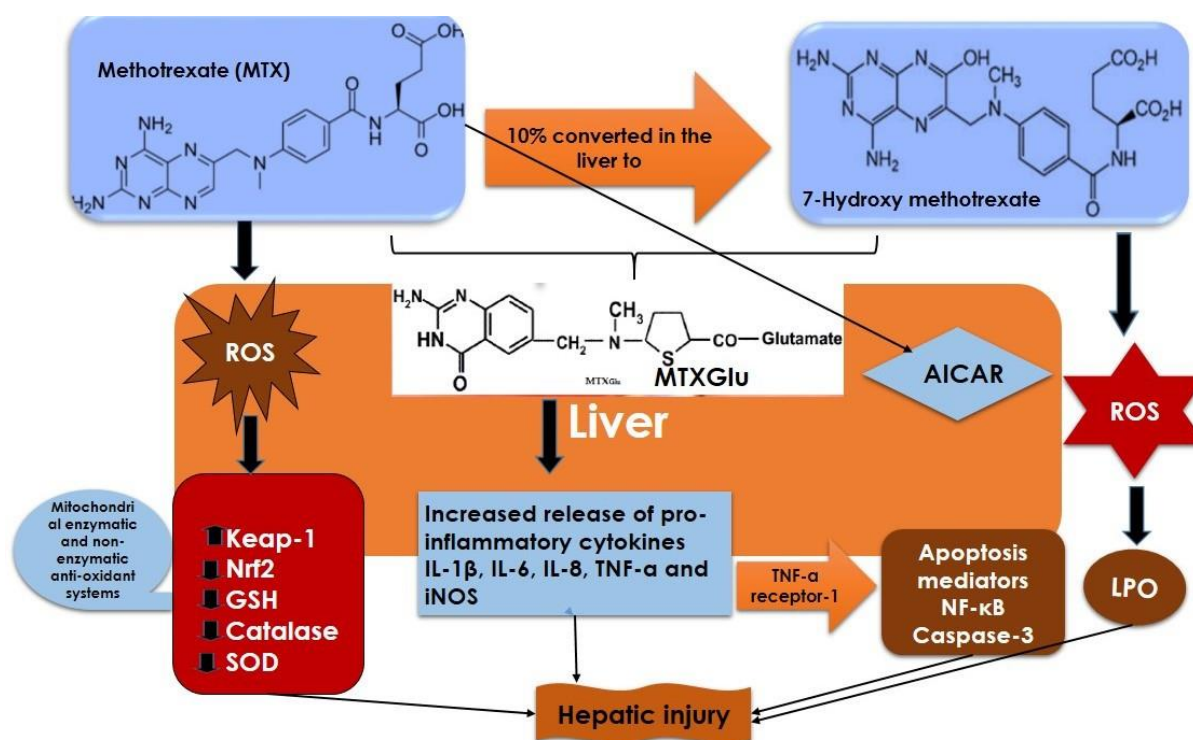 Methotrexate (MTX)
O
OH
O
N
H
OH
O
NH₂
N
N
N
N
N
H₂N
10% converted in the
liver to
H₂N
N
N
OH
N
N
CH₃
N
NH₂
CO₂H
CO₂H
NH
O
7-Hydroxy methotrexate
ROS
H₂N
N
HN
O
CH₂
CH₃
N
S
CO
Glutamate
MTXGlu
MTXGlu
AICAR
ROS
Liver
Mitochondri
al enzymatic
and non-
enzymatic
anti-oxidant
systems
Keap-1
Nrf2
GSH
Catalase
SOD
Increased release of pro-
inflammatory cytokines
IL-1β, IL-6, IL-8, TNF-α and
iNOS
TNF-α
receptor-1
Apoptosis
mediators
NF-κB
Caspase-3
LPO
Hepatic injury